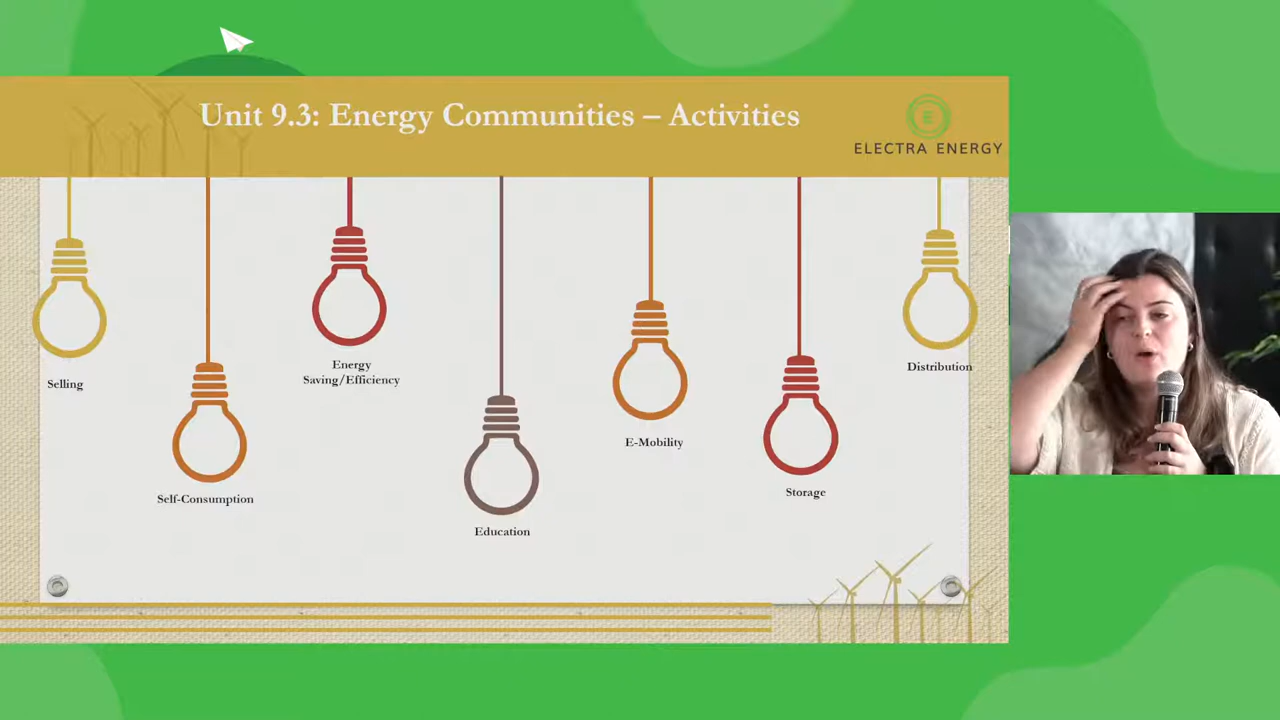 Unit 9.3: Energy Communities – Activities
E
ELECTRA ENERGY
Selling
Self-Consumption
Energy
Saving/Efficiency
Education
E-Mobility
Storage
Distribution